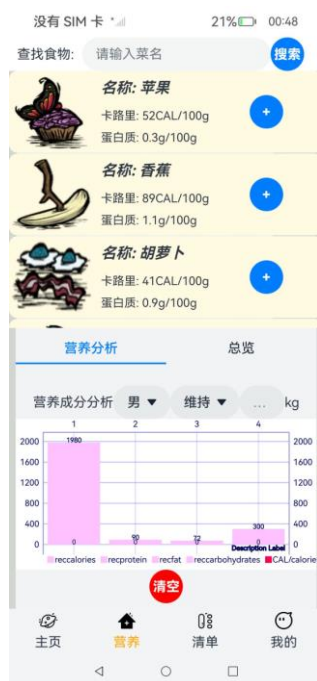 没有 SIM 卡 21% 00:48
查找食物: 请输入菜名 搜索
名称: 苹果
卡路里: 52CAL/100g
蛋白质: 0.3g/100g
名称: 香蕉
卡路里: 89CAL/100g
蛋白质: 1.1g/100g
名称: 胡萝卜
卡路里: 41CAL/100g
蛋白质: 0.9g/100g
营养分析 总览
营养成分分析 男 ▼ 维持 ▼ ... kg
1 2 3 4
2000 1980 2000
1600 1600
1200 1200
800 800
400 300 400
0 0 90 0 72 0 0 0
Description Label
reccalories recprotein recfat reccarbohydrates CAL/calorie
清空
主页 营养 清单 我的